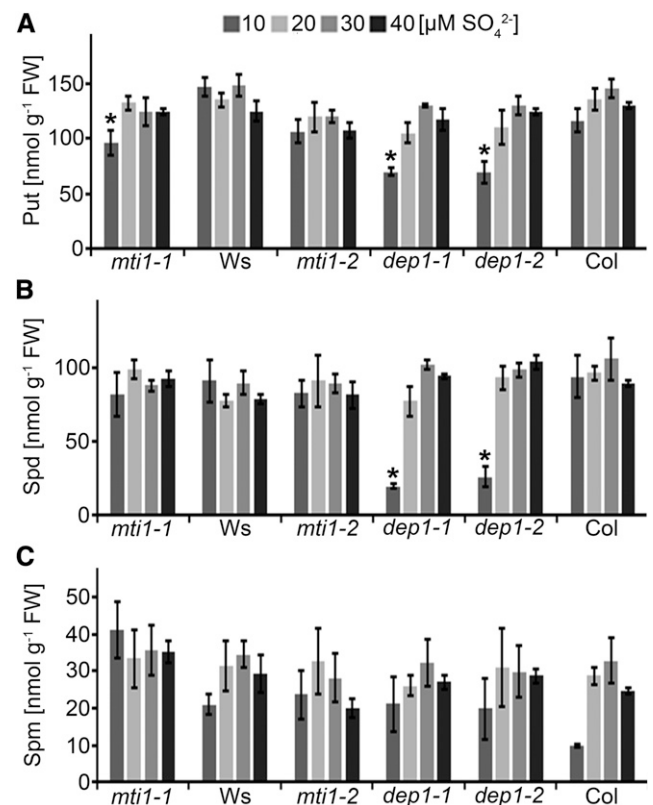 A
10 20 30 40 [µM SO₄²⁻]
Put [nmol g⁻¹ FW]
150
100
50
0
*
*
*
mti1-1 Ws mti1-2 dep1-1 dep1-2 Col
B
Spd [nmol g⁻¹ FW]
100
50
0
*
*
mti1-1 Ws mti1-2 dep1-1 dep1-2 Col
C
Spm [nmol g⁻¹ FW]
50
40
30
20
10
0
mti1-1 Ws mti1-2 dep1-1 dep1-2 Col